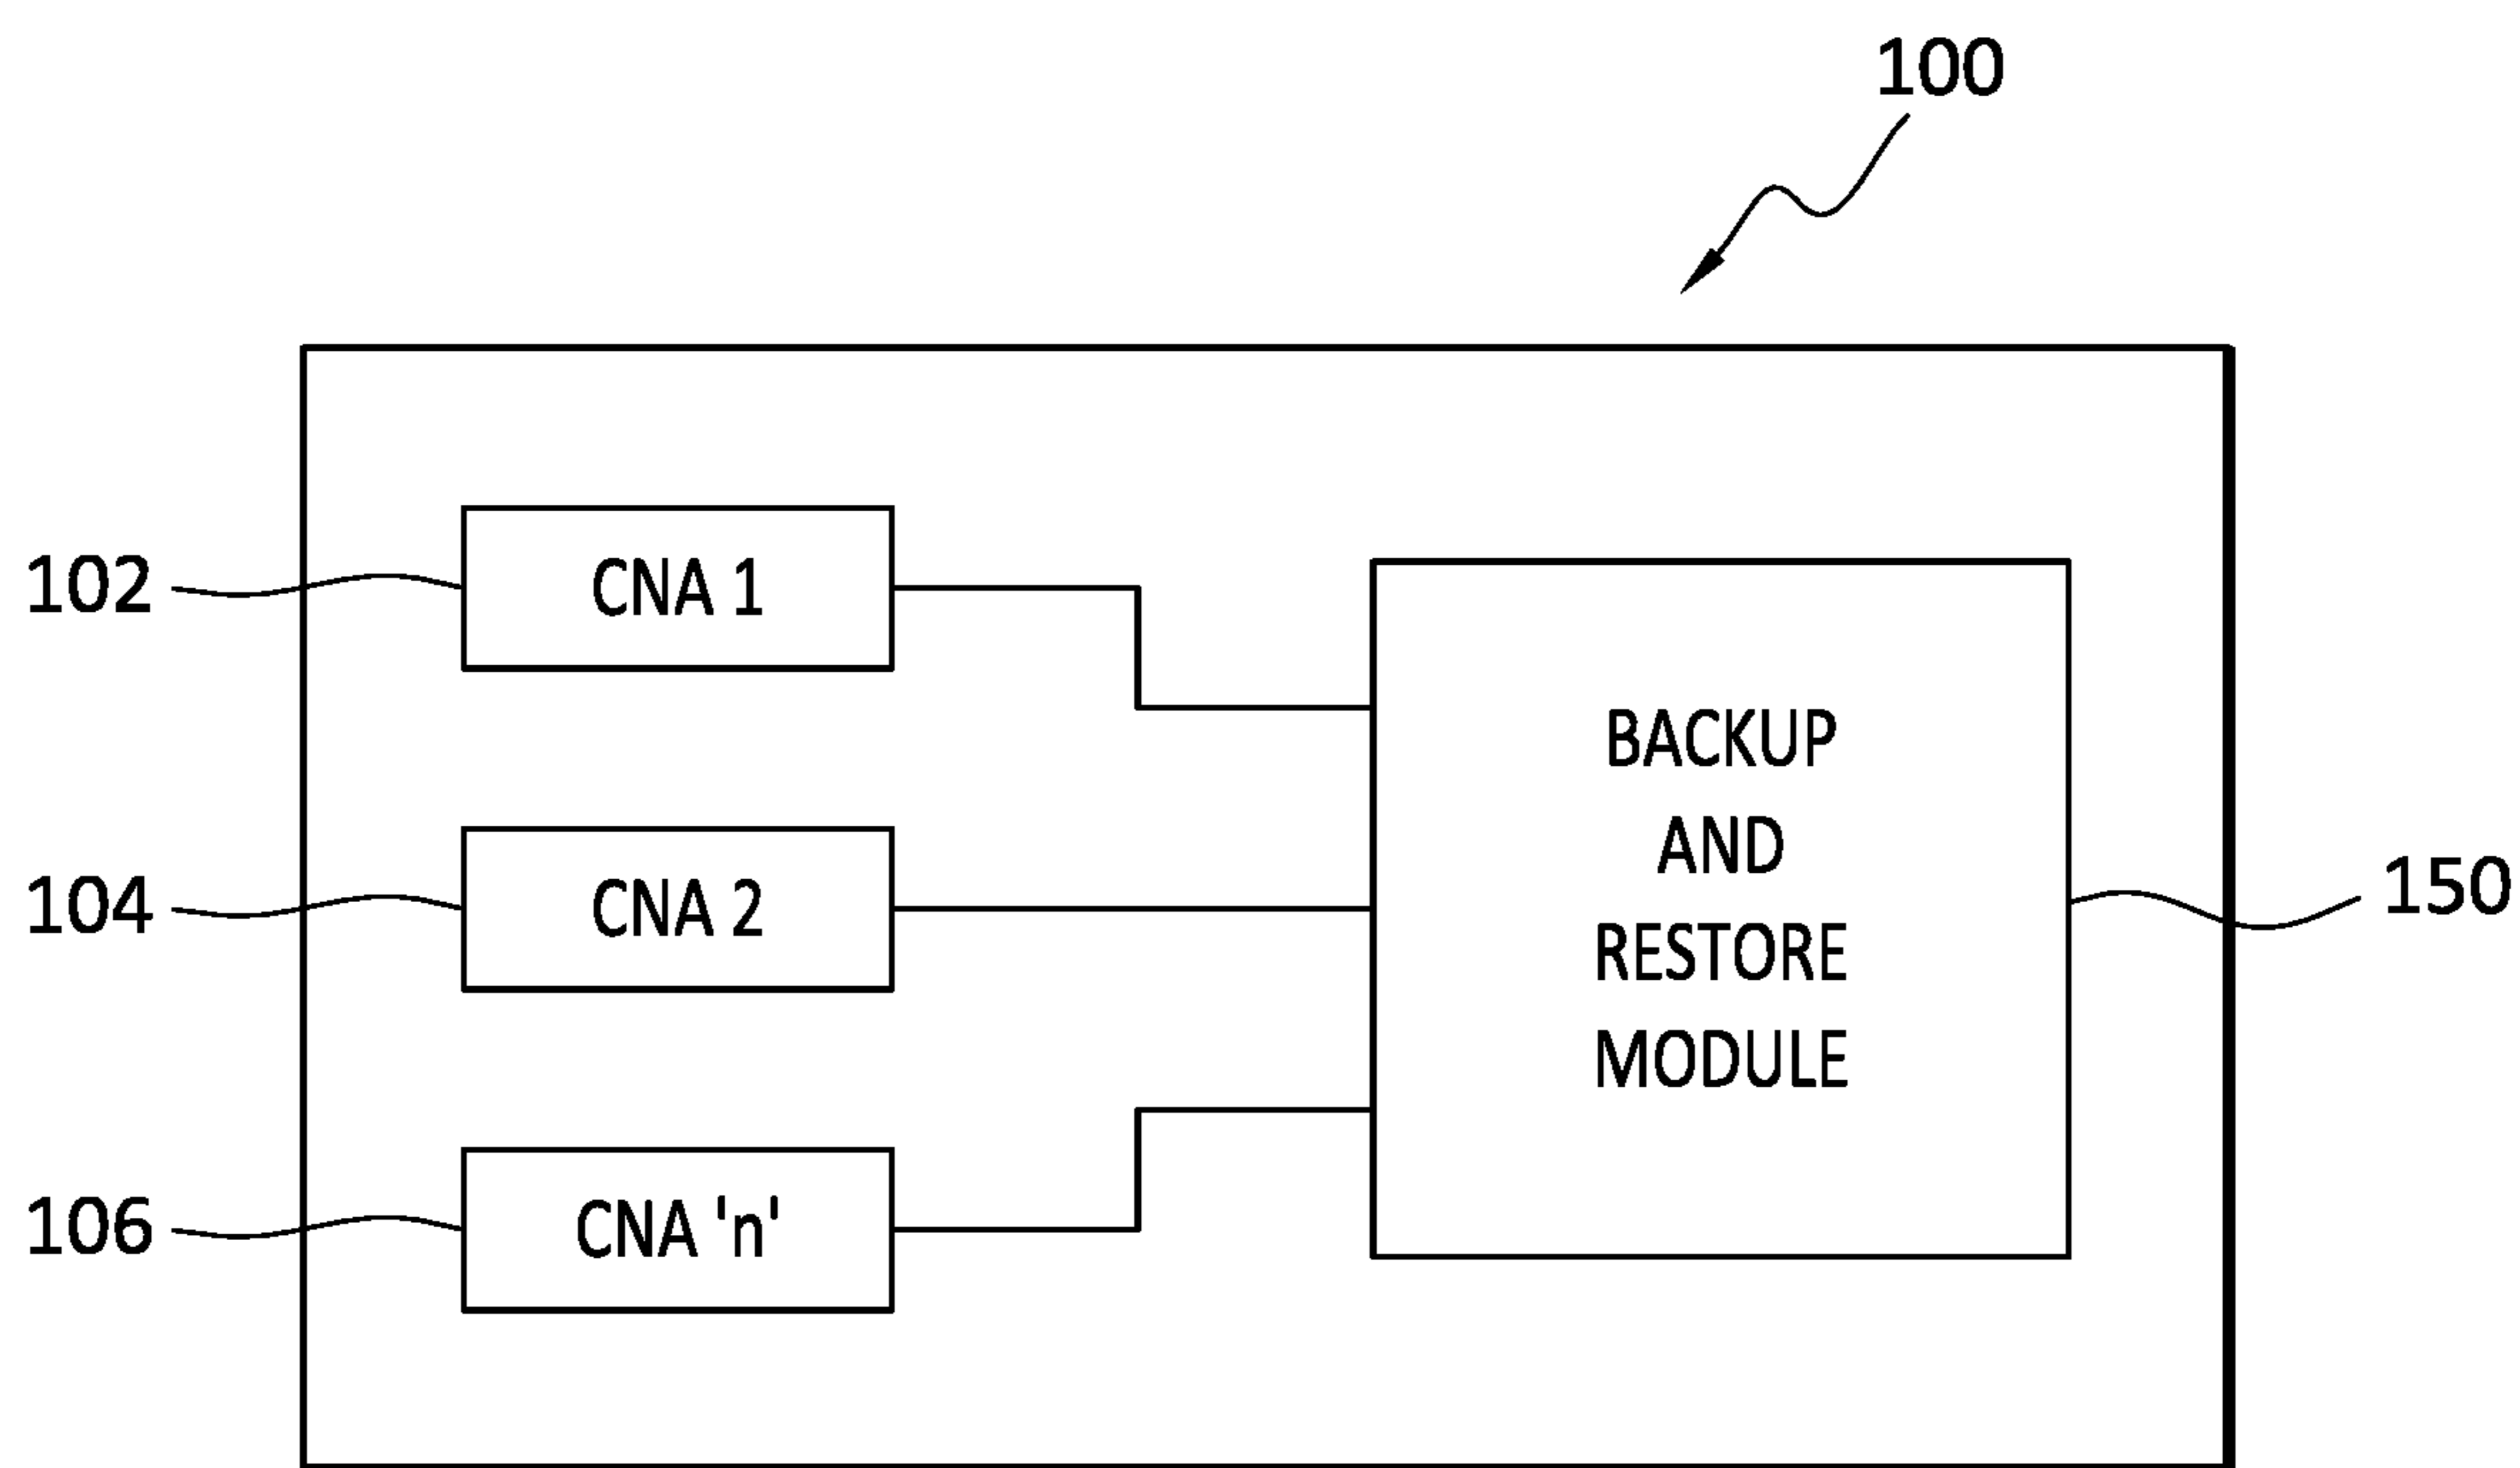 100
102
CNA 1
BACKUP
AND
RESTORE
MODULE
104
CNA 2
150
106
CNA 'n'